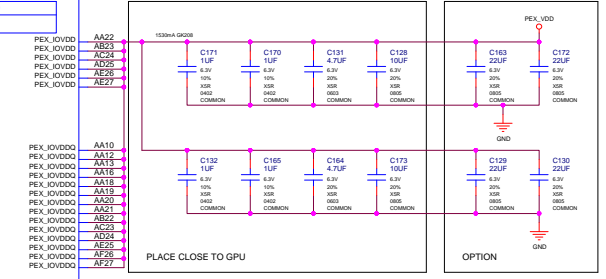 PEX_VDD
1530mA GK208
PEX_IOVDD AA22
PEX_IOVDD AB23
PEX_IOVDD AC24
PEX_IOVDD AD25
PEX_IOVDD AE26
PEX_IOVDD AE27
C171 C170 C131 C128 C163 C172
1UF 1UF 4.7UF 10UF 22UF 22UF
6.3V 6.3V 6.3V 6.3V 6.3V 6.3V
10% 10% 20% 20% 20% 20%
X5R X5R X5R X5R X5R X5R
0402 0402 0603 0805 0805 0805
COMMON COMMON COMMON COMMON COMMON COMMON
GND
PEX_IOVDDQ AA10
PEX_IOVDDQ AA12
PEX_IOVDDQ AA13
PEX_IOVDDQ AA16
PEX_IOVDDQ AA18
PEX_IOVDDQ AA19
PEX_IOVDDQ AA20
PEX_IOVDDQ AA21
PEX_IOVDDQ AB22
PEX_IOVDDQ AC23
PEX_IOVDDQ AD24
PEX_IOVDDQ AE25
PEX_IOVDDQ AF26
PEX_IOVDDQ AF27
C132 C165 C164 C173 C129 C130
1UF 1UF 4.7UF 10UF 22UF 22UF
6.3V 6.3V 6.3V 6.3V 6.3V 6.3V
10% 10% 20% 20% 20% 20%
X5R X5R X5R X5R X5R X5R
0402 0402 0603 0805 0805 0805
COMMON COMMON COMMON COMMON COMMON COMMON
GND
PLACE CLOSE TO GPU
OPTION